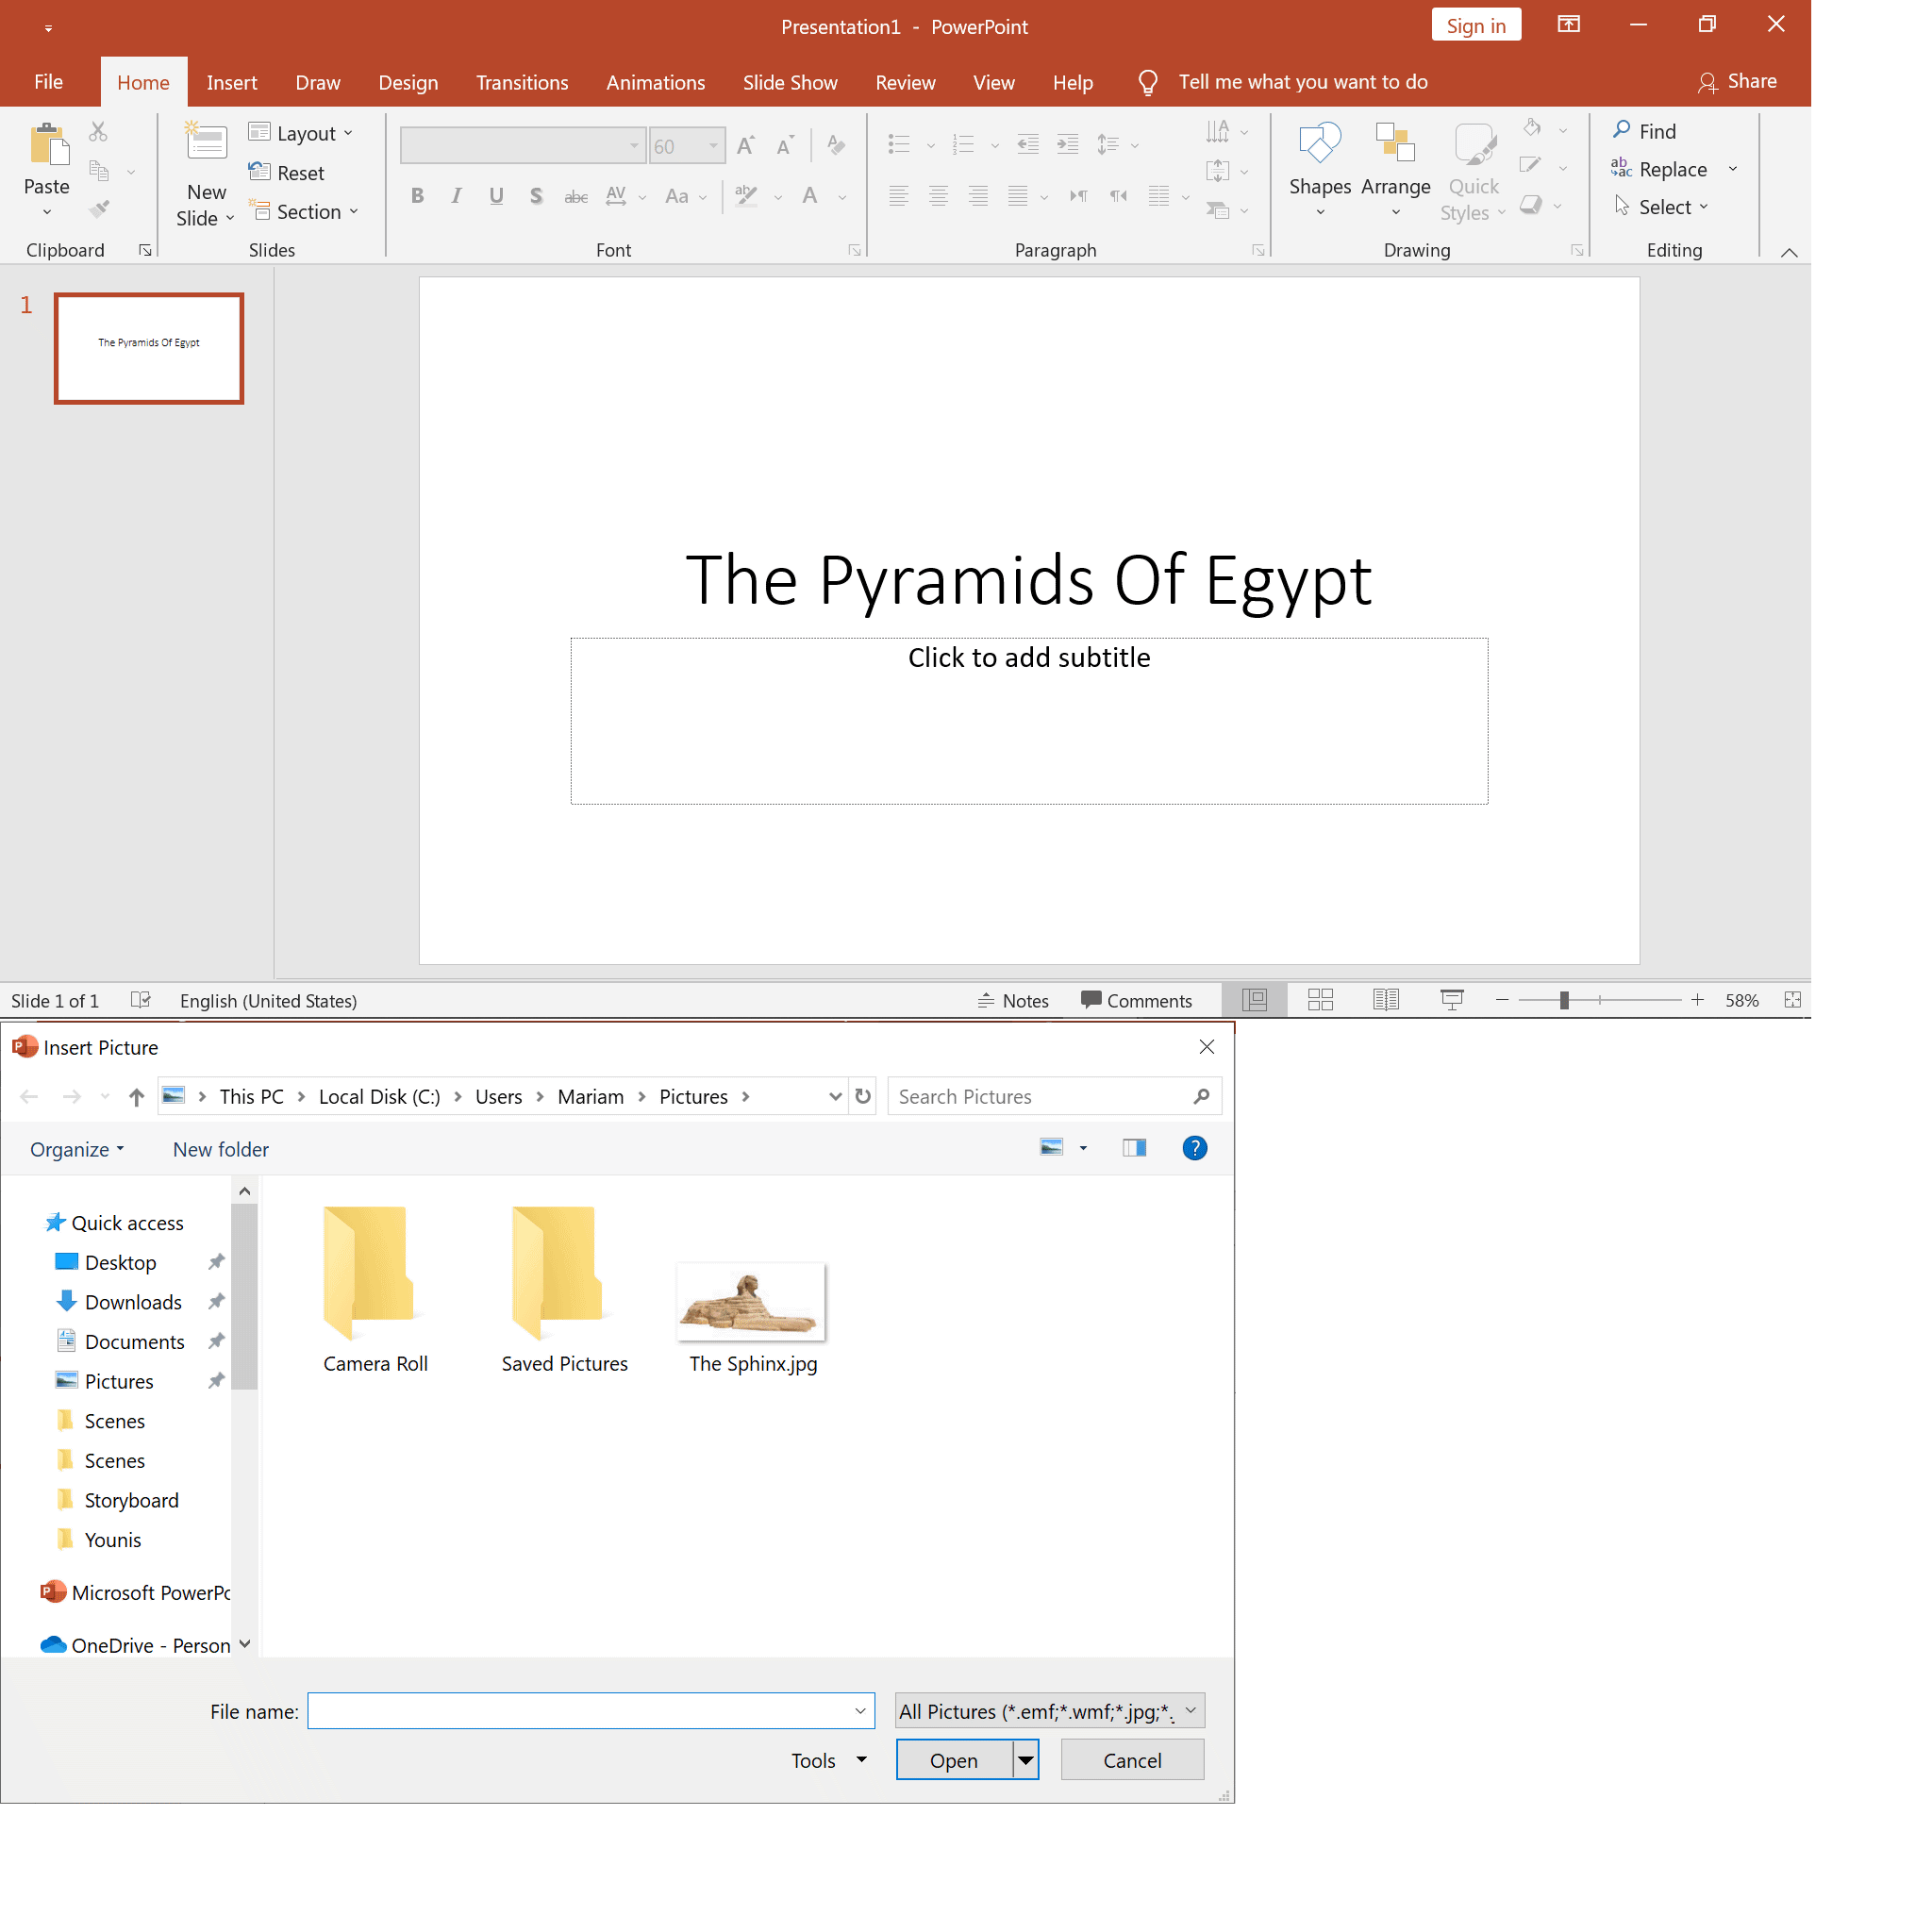 Presentation1 - PowerPoint
Sign in
File Home Insert Draw Design Transitions Animations Slide Show Review View Help Tell me what you want to do Share
Paste
Clipboard
New Slide
Layout
Reset
Section
Slides
60
B I U S abc AV Aa ab A
Font
Paragraph
Shapes Arrange Quick Styles
Drawing
Find
Replace
Select
Editing
1
The Pyramids Of Egypt
The Pyramids Of Egypt
Click to add subtitle
Slide 1 of 1 English (United States) Notes Comments 58%
Insert Picture
This PC > Local Disk (C:) > Users > Mariam > Pictures >
Search Pictures
Organize New folder
Quick access
Desktop
Downloads
Documents
Pictures
Scenes
Scenes
Storyboard
Younis
Microsoft PowerPo
OneDrive - Person
Camera Roll
Saved Pictures
The Sphinx.jpg
File name:
All Pictures (*.emf;*.wmf;*.jpg;*.
Tools Open Cancel